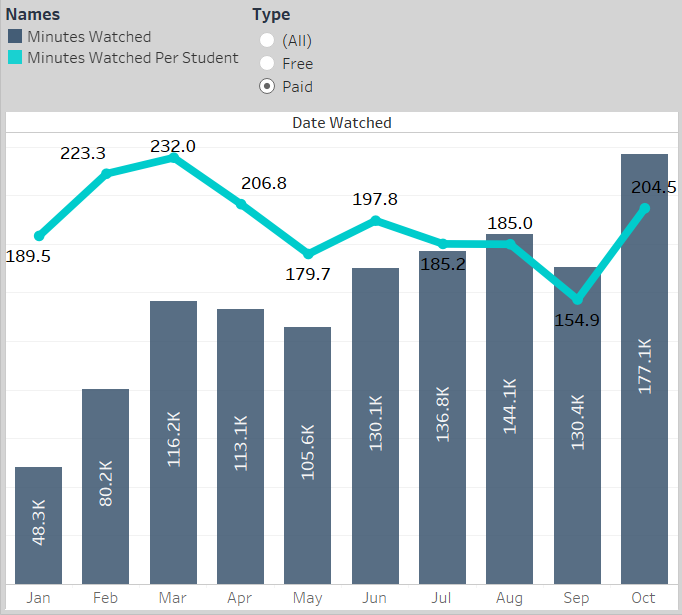 Names
Minutes Watched
Minutes Watched Per Student
Type
(All)
Free
Paid
Date Watched
189.5
223.3
232.0
206.8
179.7
197.8
185.2
185.0
154.9
204.5
48.3K
80.2K
116.2K
113.1K
105.6K
130.1K
136.8K
144.1K
130.4K
177.1K
Jan Feb Mar Apr May Jun Jul Aug Sep Oct